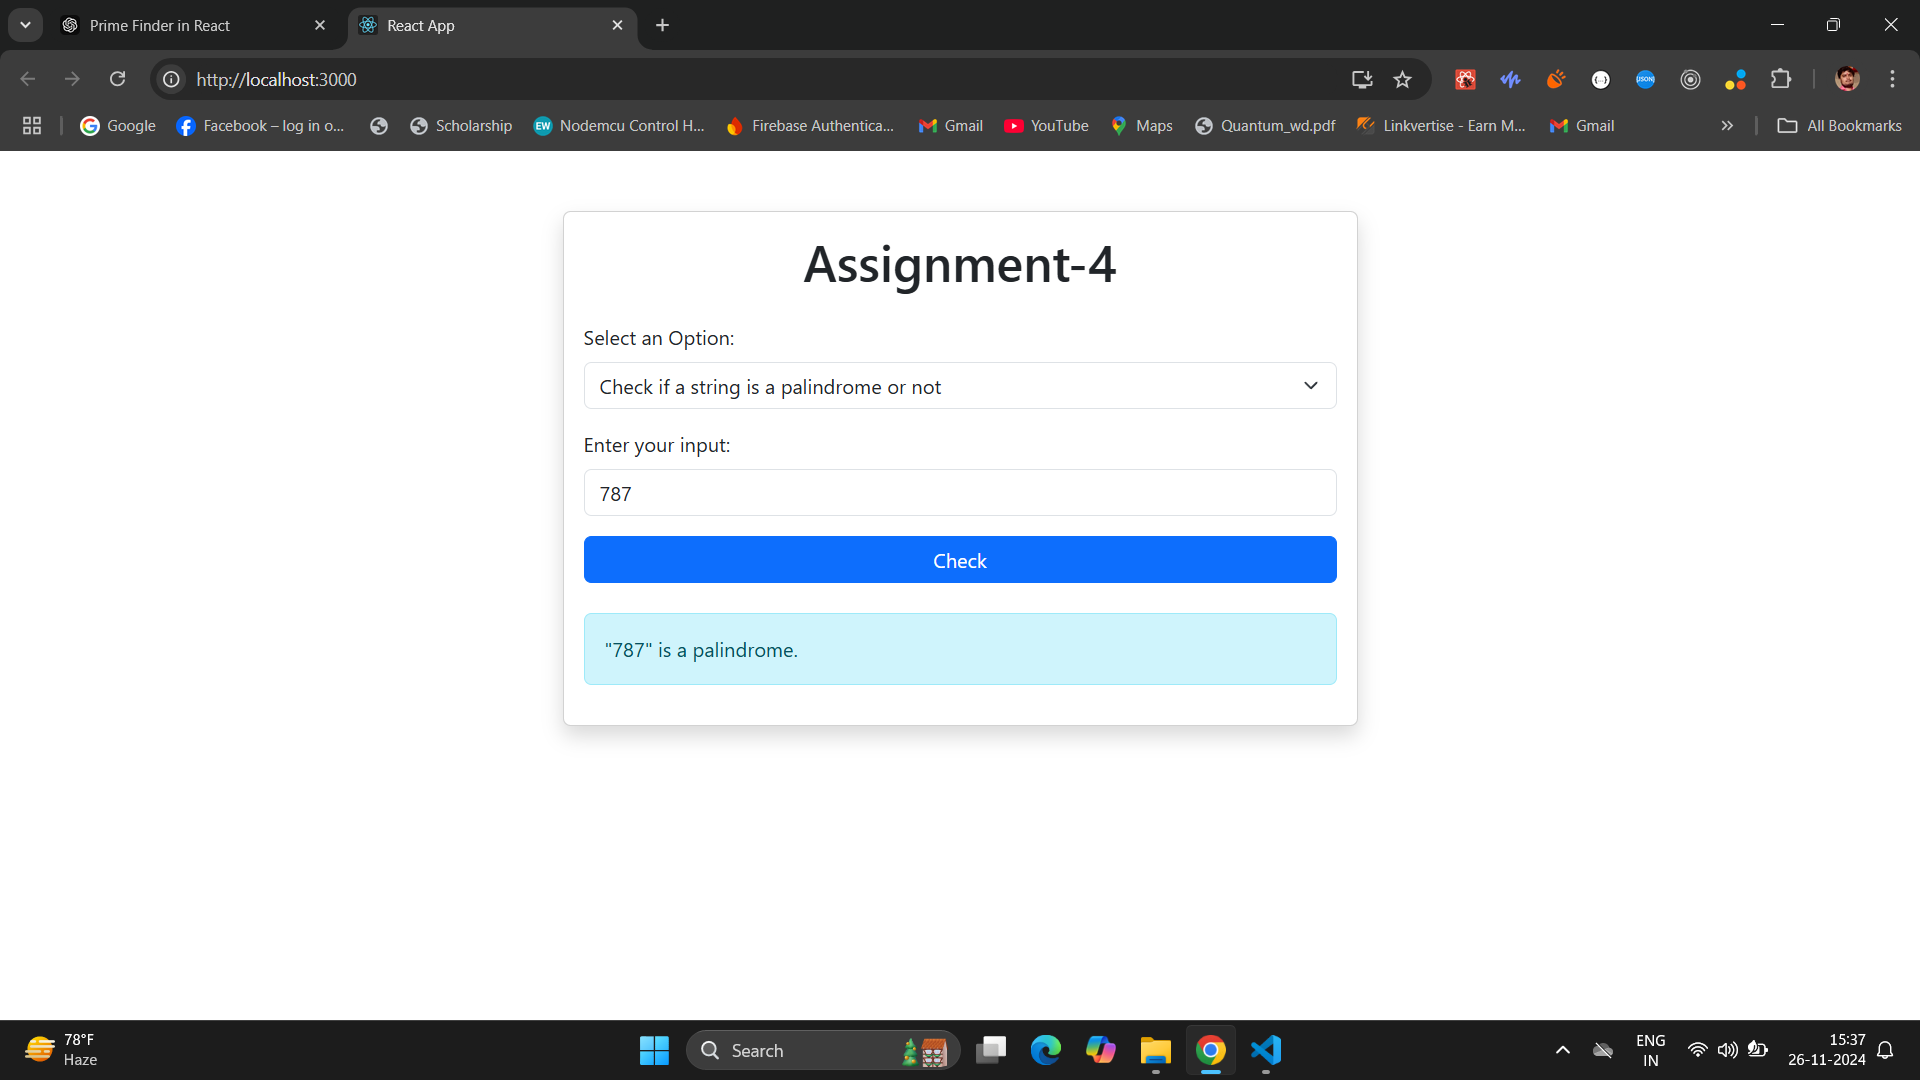 Prime Finder in React
React App
http://localhost:3000
Google
Facebook – log in o...
Scholarship
EW
Nodemcu Control H...
Firebase Authentica...
Gmail
YouTube
Maps
Quantum_wd.pdf
Linkvertise - Earn M...
Gmail
All Bookmarks
Assignment-4
Select an Option:
Check if a string is a palindrome or not
Enter your input:
787
Check
"787" is a palindrome.
78°F
Haze
Search
ENG
IN
15:37
26-11-2024